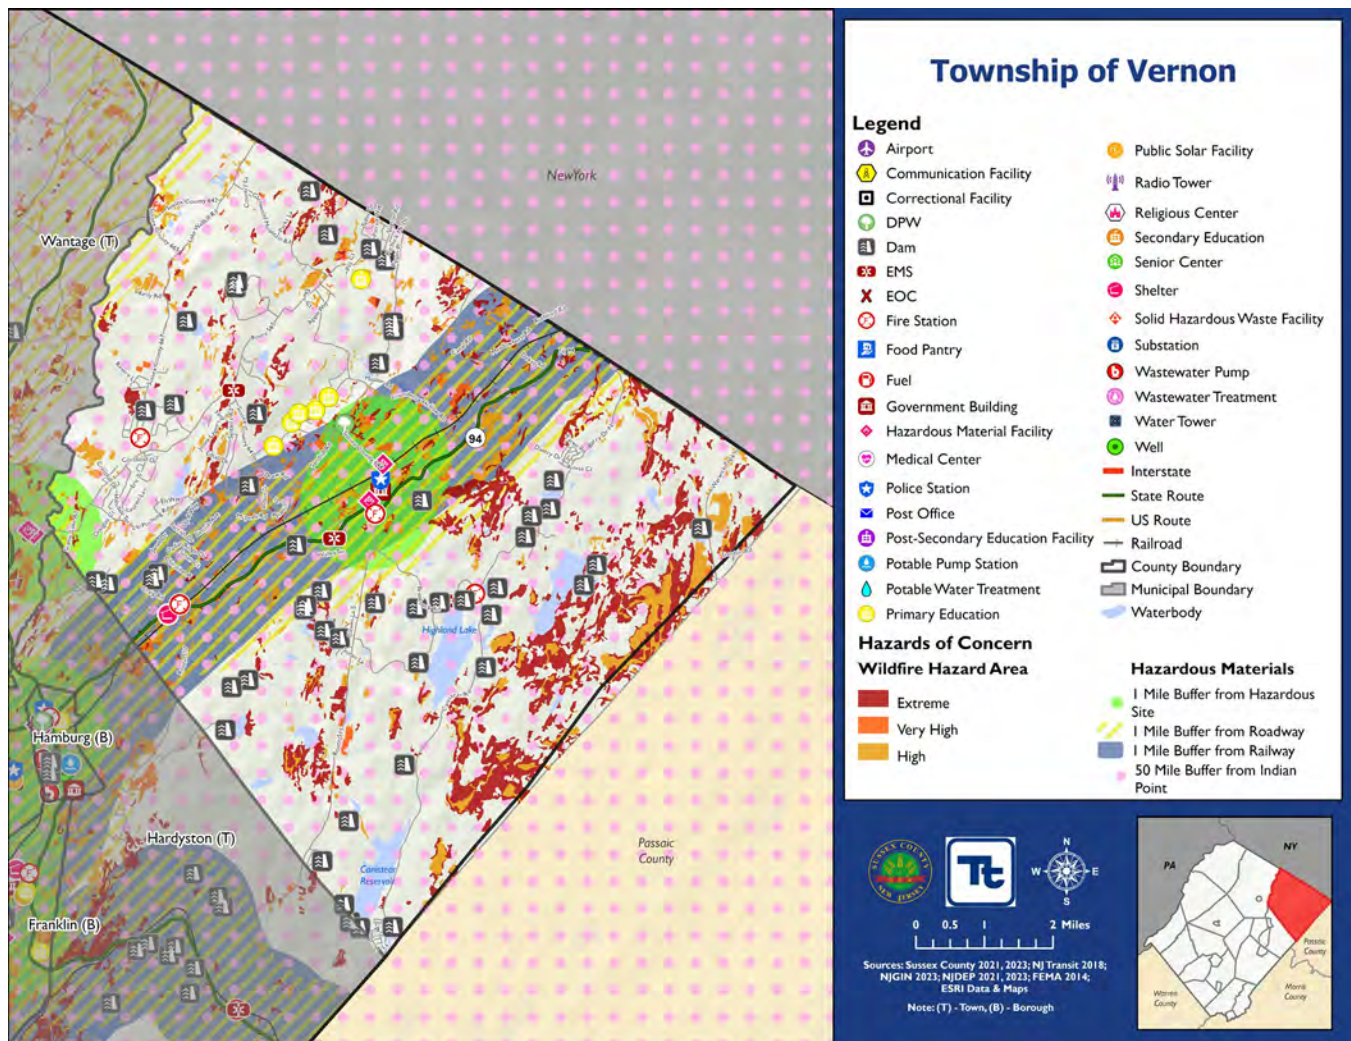 Township of Vernon
Legend
Airport
Communication Facility
Correctional Facility
DPW
Dam
EMS
EOC
Fire Station
Food Pantry
Fuel
Government Building
Hazardous Material Facility
Medical Center
Police Station
Post Office
Post-Secondary Education Facility
Potable Pump Station
Potable Water Treatment
Primary Education
Public Solar Facility
Radio Tower
Religious Center
Secondary Education
Senior Center
Shelter
Solid Hazardous Waste Facility
Substation
Wastewater Pump
Wastewater Treatment
Water Tower
Well
Interstate
State Route
US Route
Railroad
County Boundary
Municipal Boundary
Waterbody
Hazards of Concern
Wildfire Hazard Area
Extreme
Very High
High
Hazardous Materials
1 Mile Buffer from Hazardous
Site
1 Mile Buffer from Roadway
1 Mile Buffer from Railway
50 Mile Buffer from Indian
Point
New York
Wantage (T)
94
Highland Lake
Hamburg (B)
Hardyston (T)
Canistear
Reservoir
Franklin (B)
Passaic
County
SUSSEX COUNTY
NEW JERSEY
Tt
N
W
E
S
0 0.5 1 2 Miles
Sources: Sussex County 2021, 2023; NJ Transit 2018;
NJGIN 2023; NJDEP 2021, 2023; FEMA 2014;
ESRI Data & Maps
Note: (T) - Town, (B) - Borough
PA
NY
Passaic
County
Morris
County
Warren
County